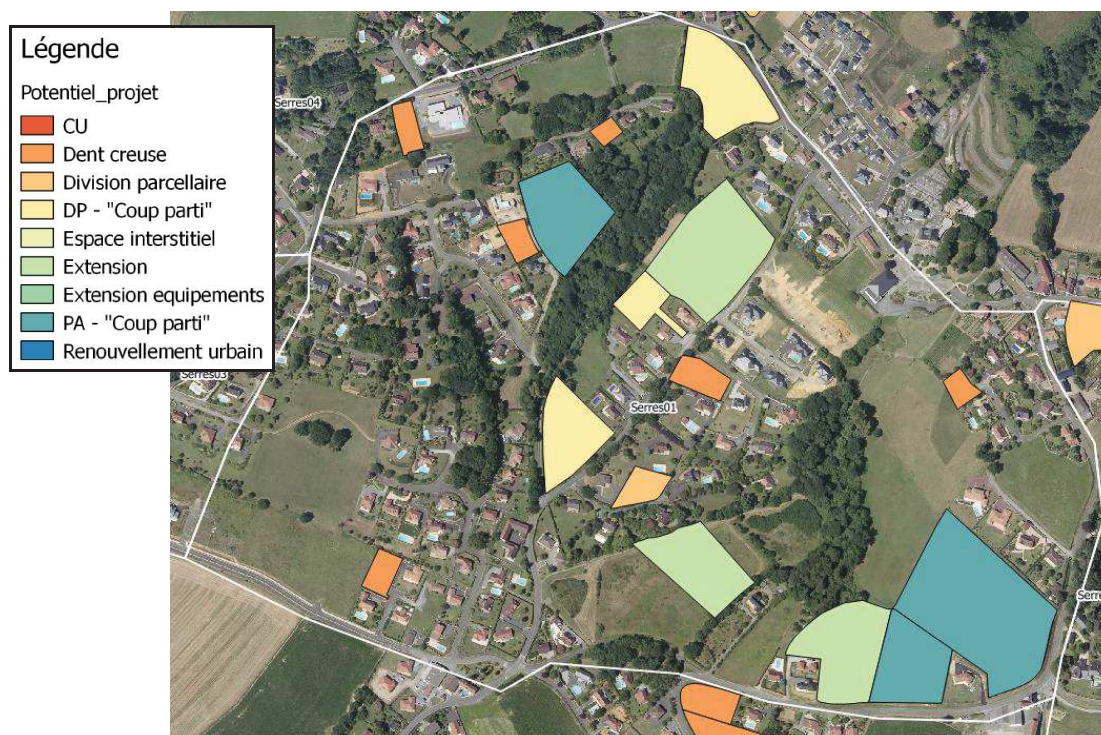 Légende
Potentiel_projet
CU
Dent creuse
Division parcellaire
DP - "Coup parti"
Espace interstitiel
Extension
Extension equipements
PA - "Coup parti"
Renouvellement urbain
Serres04
Serres03
Serres01
Serres